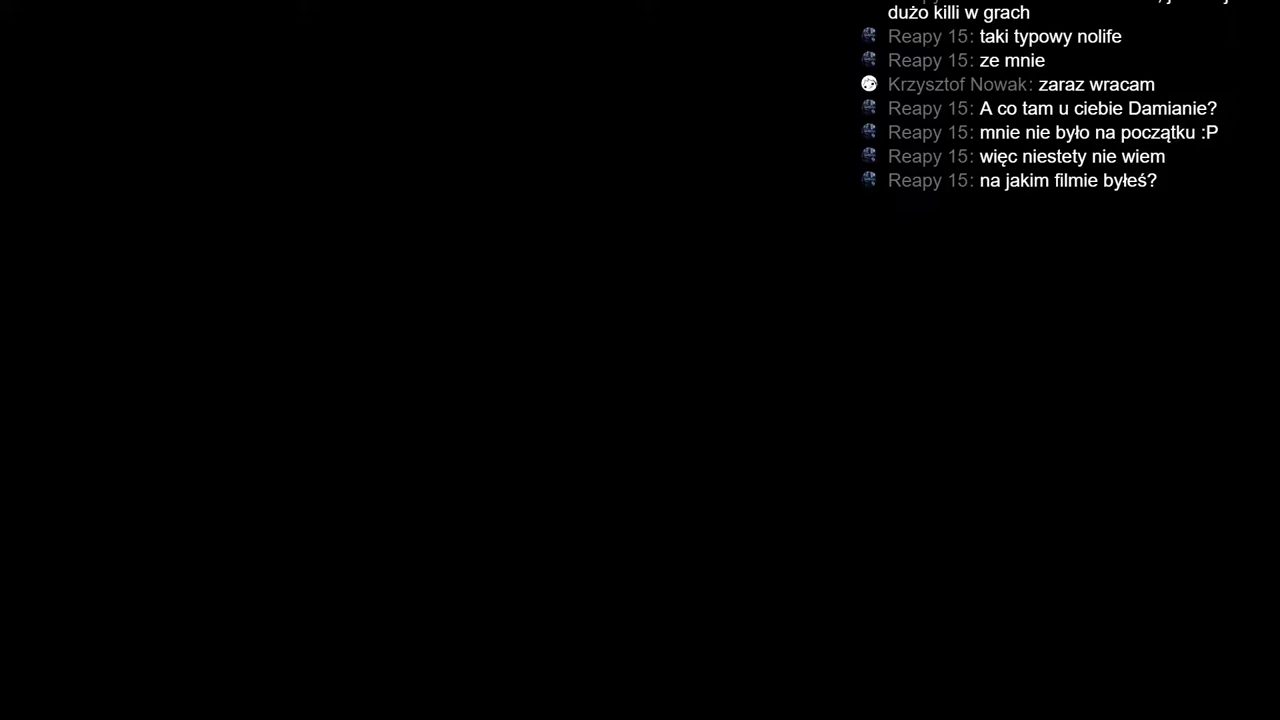 dużo killi w grach
Reapy 15: taki typowy nolife
Reapy 15: ze mnie
Krzysztof Nowak: zaraz wracam
Reapy 15: A co tam u ciebie Damianie?
Reapy 15: mnie nie było na początku :P
Reapy 15: więc niestety nie wiem
Reapy 15: na jakim filmie byłeś?